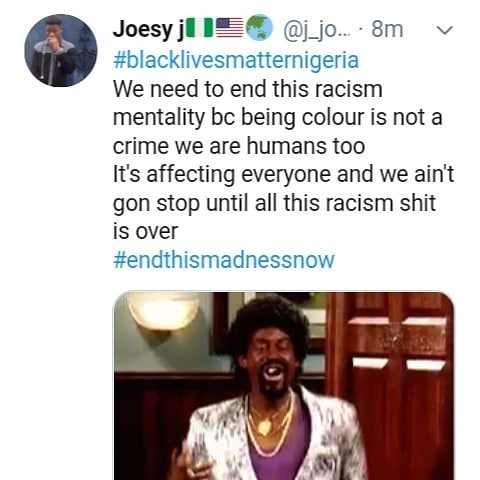 Joesy j🇳🇬🇺🇸🌏 @j_jo... · 8m
#blacklivesmatternigeria
We need to end this racism
mentality bc being colour is not a
crime we are humans too
It's affecting everyone and we ain't
gon stop until all this racism shit
is over
#endthismadnessnow